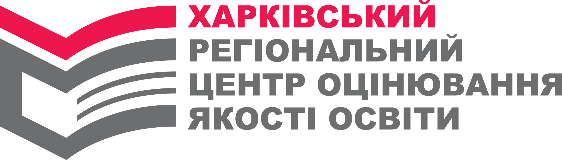 ХАРКІВСЬКИЙ
РЕГІОНАЛЬНИЙ
ЦЕНТР ОЦІНЮВАННЯ
ЯКОСТІ ОСВІТИ